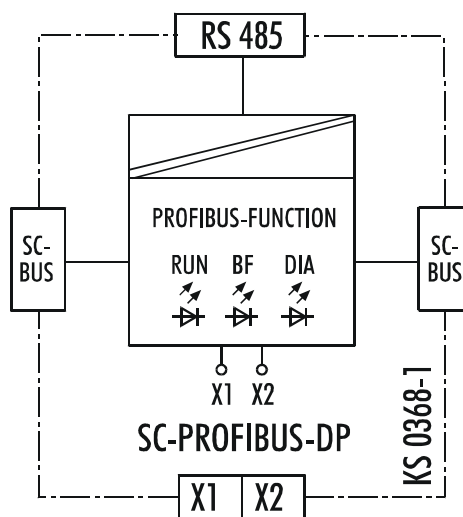 RS 485
PROFIBUS-FUNCTION
SC-
BUS
RUN BF DIA
SC-
BUS
X1 X2
SC-PROFIBUS-DP
KS 0368-1
X1 X2